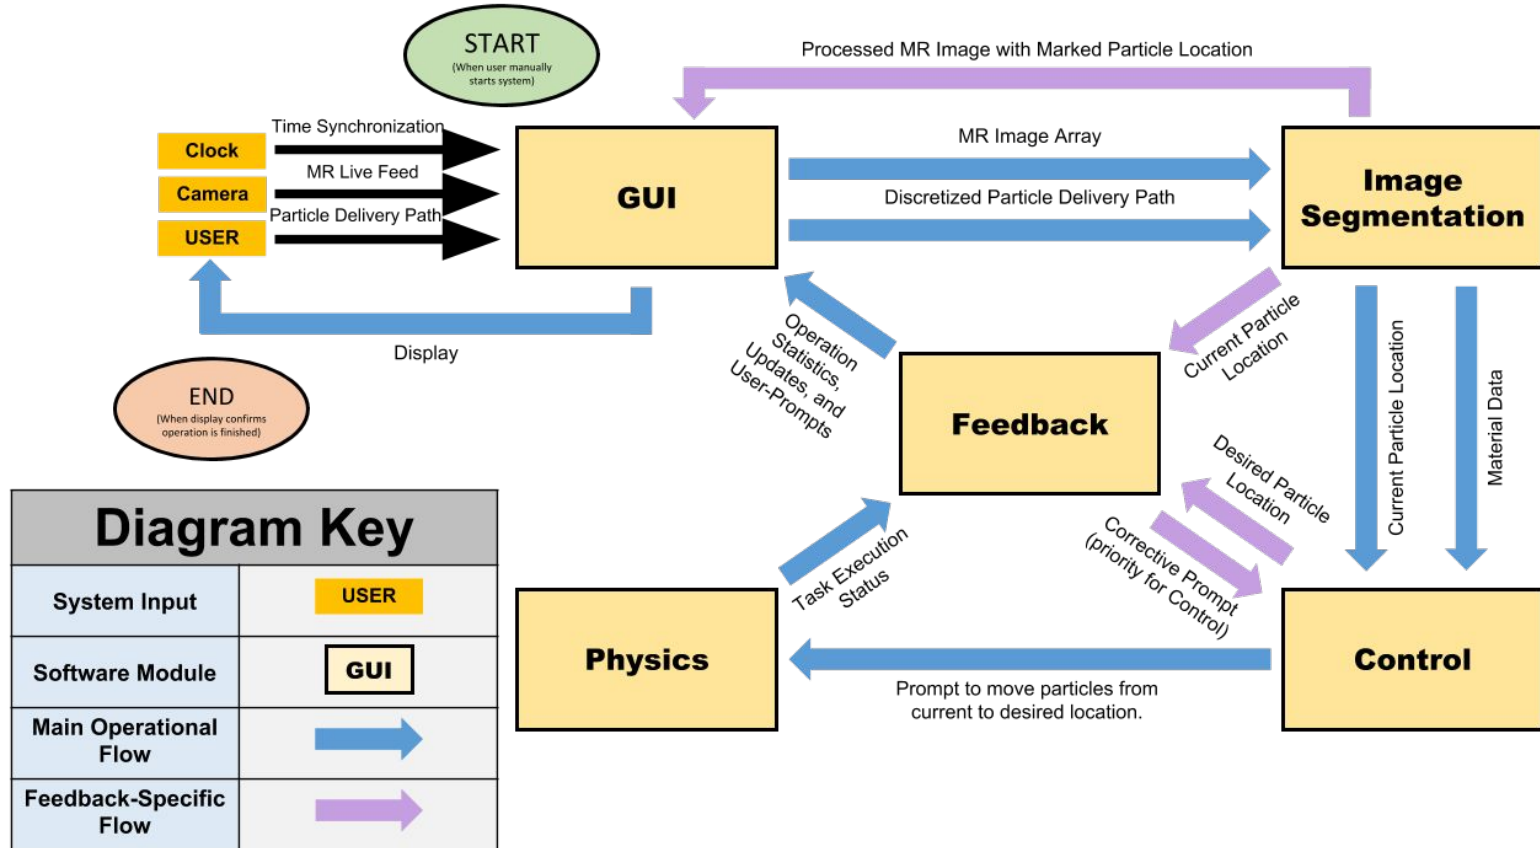 START
(When user manually
starts system)
Processed MR Image with Marked Particle Location
Clock
Time Synchronization
Camera
MR Live Feed
USER
Particle Delivery Path
GUI
MR Image Array
Discretized Particle Delivery Path
Image
Segmentation
Display
END
(When display confirms
operation is finished)
Operation
Statistics,
Updates, and
User-Prompts
Current Particle
Location
Feedback
Current Particle Location
Material Data
Desired Particle
Location
Corrective Prompt
(priority for Control)
Task Execution
Status
Physics
Control
Prompt to move particles from
current to desired location.
Diagram Key
System Input
USER
Software Module
GUI
Main Operational
Flow
Feedback-Specific
Flow